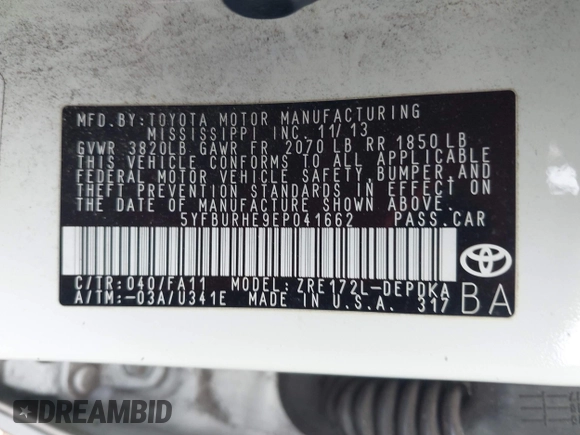 MFD.BY:TOYOTA MOTOR MANUFACTURING
MISSISSIPPI INC. 11/13
GVWR 3820LB GAWR FR 2070 LB RR 1850 LB
THIS VEHICLE CONFORMS TO ALL APPLICABLE
FEDERAL MOTOR VEHICLE SAFETY, BUMPER, AND
THEFT PREVENTION STANDARDS IN EFFECT ON
THE DATE OF MANUFACTURE SHOWN ABOVE.
5YFBURHE9EP041662 PASS.CAR
C/TR: 040/FA11 MODEL: ZRE172L-DEPDKA
A/TM:-03A/U341E MADE IN U.S.A. 317
BA
DREAMBID